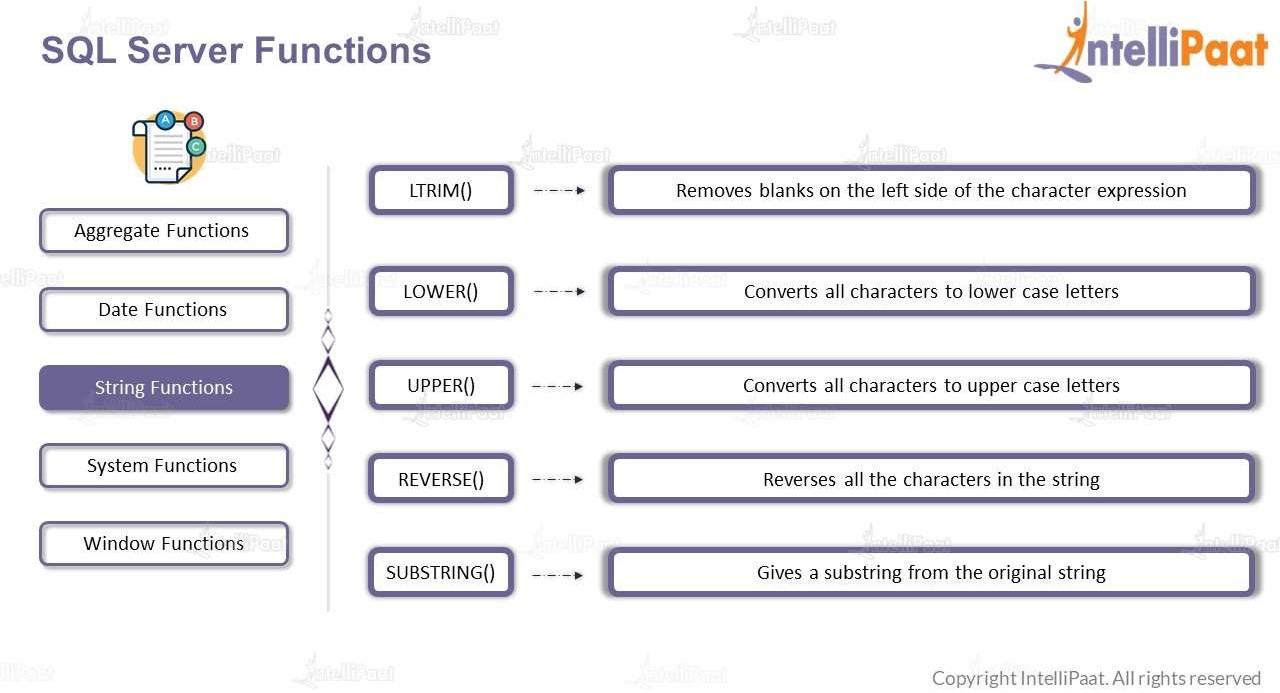 SQL Server Functions
IntelliPaat
A
B
C
Aggregate Functions
Date Functions
String Functions
System Functions
Window Functions
LTRIM()
Removes blanks on the left side of the character expression
LOWER()
Converts all characters to lower case letters
UPPER()
Converts all characters to upper case letters
REVERSE()
Reverses all the characters in the string
SUBSTRING()
Gives a substring from the original string
Copyright IntelliPaat. All rights reserved